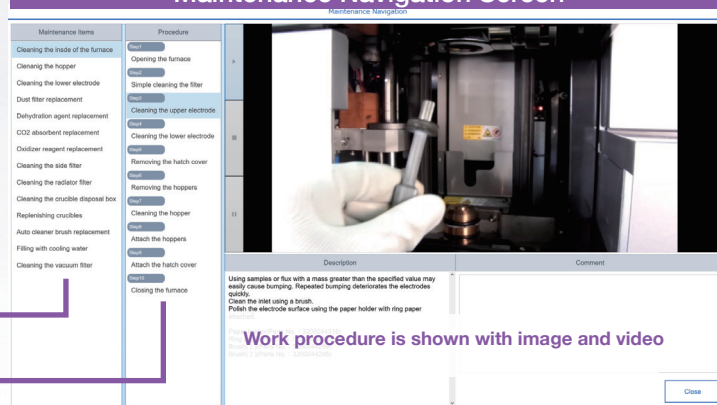 Maintenance Navigation Screen
Maintenance Navigation
Maintenance Items
Cleaning the inside of the furnace
Clenanig the hopper
Cleaning the lower electrode
Dust filter replacement
Dehydration agent replacement
CO2 absorbent replacement
Oxidizer reagent replacement
Cleaning the side filter
Cleaning the radiator filter
Cleaning the crucible disposal box
Replenishing crucibles
Auto cleaner brush replacement
Filling with cooling water
Cleaning the vacuum filter
Procedure
Step1
Opening the furnace
Step2
Simple cleaning the filter
Step3
Cleaning the upper electrode
Step4
Cleaning the lower electrode
Step5
Removing the hatch cover
Step6
Removing the hoppers
Step7
Cleaning the hopper
Step8
Attach the hoppers
Step9
Attach the hatch cover
Step10
Closing the furnace
Description
Using samples or flux with a mass greater than the specified value may
easily cause bumping. Repeated bumping deteriorates the electrodes
quickly.
Clean the inlet using a brush.
Polish the electrode surface using the paper holder with ring paper
attached.
Comment
Work procedure is shown with image and video
Close